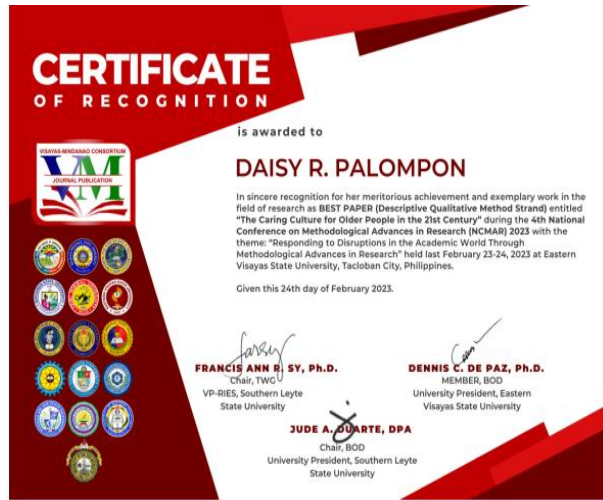 CERTIFICATE
OF RECOGNITION
is awarded to
VISAYAS-MINDANAO CONSORTIUM
VM
JOURNAL PUBLICATION
DAISY R. PALOMPON
In sincere recognition for her meritorious achievement and exemplary work in the
field of research as BEST PAPER (Descriptive Qualitative Method Strand) entitled
"The Caring Culture for Older People in the 21st Century" during the 4th National
Conference on Methodological Advances in Research (NCMAR) 2023 with the
theme: "Responding to Disruptions in the Academic World Through
Methodological Advances in Research" held last February 23-24, 2023 at Eastern
Visayas State University, Tacloban City, Philippines.
Given this 24th day of February 2023.
FRANCIS ANN R. SY, Ph.D.
Chair, TWG
VP-RIES, Southern Leyte
State University
DENNIS C. DE PAZ, Ph.D.
MEMBER, BOD
University President, Eastern
Visayas State University
JUDE A. DUARTE, DPA
Chair, BOD
University President, Southern Leyte
State University